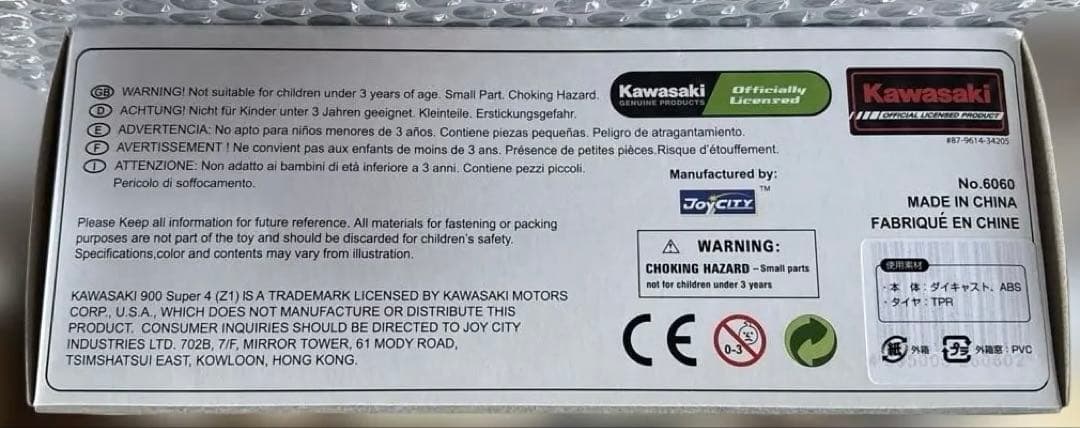 GB WARNING! Not suitable for children under 3 years of age. Small Part. Choking Hazard.
D ACHTUNG! Nicht für Kinder unter 3 Jahren geeignet. Kleinteile. Erstickungsgefahr.
E ADVERTENCIA: No apto para niños menores de 3 años. Contiene piezas pequeñas. Peligro de atragantamiento.
F AVERTISSEMENT ! Ne convient pas aux enfants de moins de 3 ans. Présence de petites pièces.Risque d'étouffement.
I ATTENZIONE: Non adatto ai bambini di età inferiore a 3 anni. Contiene pezzi piccoli.
Pericolo di soffocamento.
Please Keep all information for future reference. All materials for fastening or packing
purposes are not part of the toy and should be discarded for children's safety.
Specifications,color and contents may vary from illustration.
KAWASAKI 900 Super 4 (Z1) IS A TRADEMARK LICENSED BY KAWASAKI MOTORS
CORP., U.S.A., WHICH DOES NOT MANUFACTURE OR DISTRIBUTE THIS
PRODUCT. CONSUMER INQUIRIES SHOULD BE DIRECTED TO JOY CITY
INDUSTRIES LTD. 702B, 7/F, MIRROR TOWER, 61 MODY ROAD,
TSIMSHATSUI EAST, KOWLOON, HONG KONG.
Kawasaki
GENUINE PRODUCTS
Officially
Licensed
Kawasaki
OFFICIAL LICENSED PRODUCT
#87-9614-34205
Manufactured by:
JOYCITY TM
WARNING:
CHOKING HAZARD – Small parts
not for children under 3 years
CE
0-3
No.6060
MADE IN CHINA
FABRIQUÉ EN CHINE
使用素材
・本 体：ダイキャスト、ABS
・タイヤ：TPR
紙 外箱
プラ 外箱窓：PVC